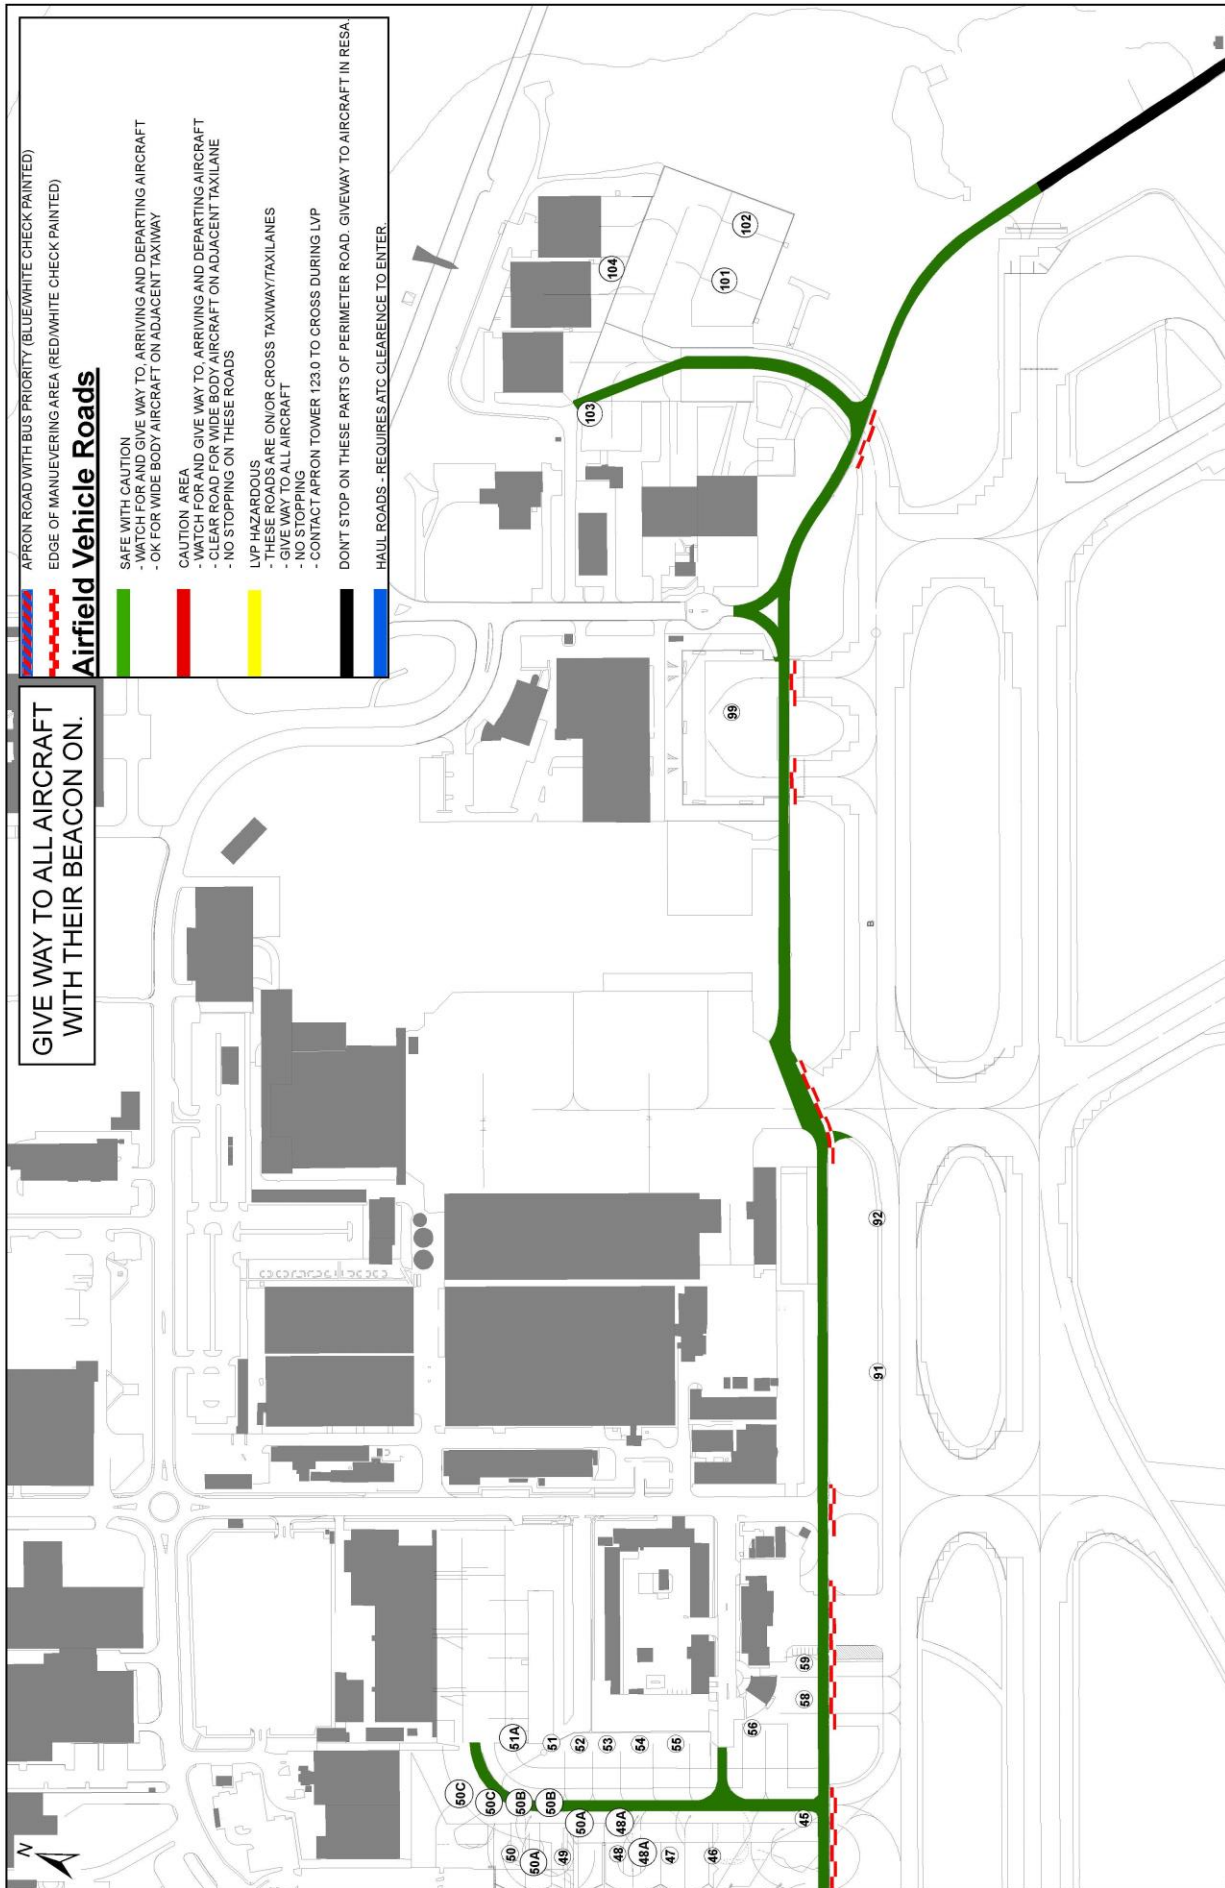 GIVE WAY TO ALL AIRCRAFT
WITH THEIR BEACON ON.
APRON ROAD WITH BUS PRIORITY (BLUE/WHITE CHECK PAINTED)
EDGE OF MANUEVERING AREA (RED/WHITE CHECK PAINTED)
Airfield Vehicle Roads
SAFE WITH CAUTION
- WATCH FOR AND GIVE WAY TO, ARRIVING AND DEPARTING AIRCRAFT
- OK FOR WIDE BODY AIRCRAFT ON ADJACENT TAXIWAY
CAUTION AREA
- WATCH FOR AND GIVE WAY TO, ARRIVING AND DEPARTING AIRCRAFT
- CLEAR ROAD FOR WIDE BODY AIRCRAFT ON ADJACENT TAXILANE
- NO STOPPING ON THESE ROADS
LVP HAZARDOUS
- THESE ROADS ARE ON/OR CROSS TAXIWAY/TAXILANES
- GIVE WAY TO ALL AIRCRAFT
- NO STOPPING
- CONTACT APRON TOWER 123.0 TO CROSS DURING LVP
DON'T STOP ON THESE PARTS OF PERIMETER ROAD. GIVEWAY TO AIRCRAFT IN RESA.
HAUL ROADS - REQUIRES ATC CLEARENCE TO ENTER.
N
50C
50C
50B
50B
50A
48A
50
50A
49
48
48A
47
46
45
51A
51
52
53
54
55
56
58
59
91
92
B
99
103
104
101
102